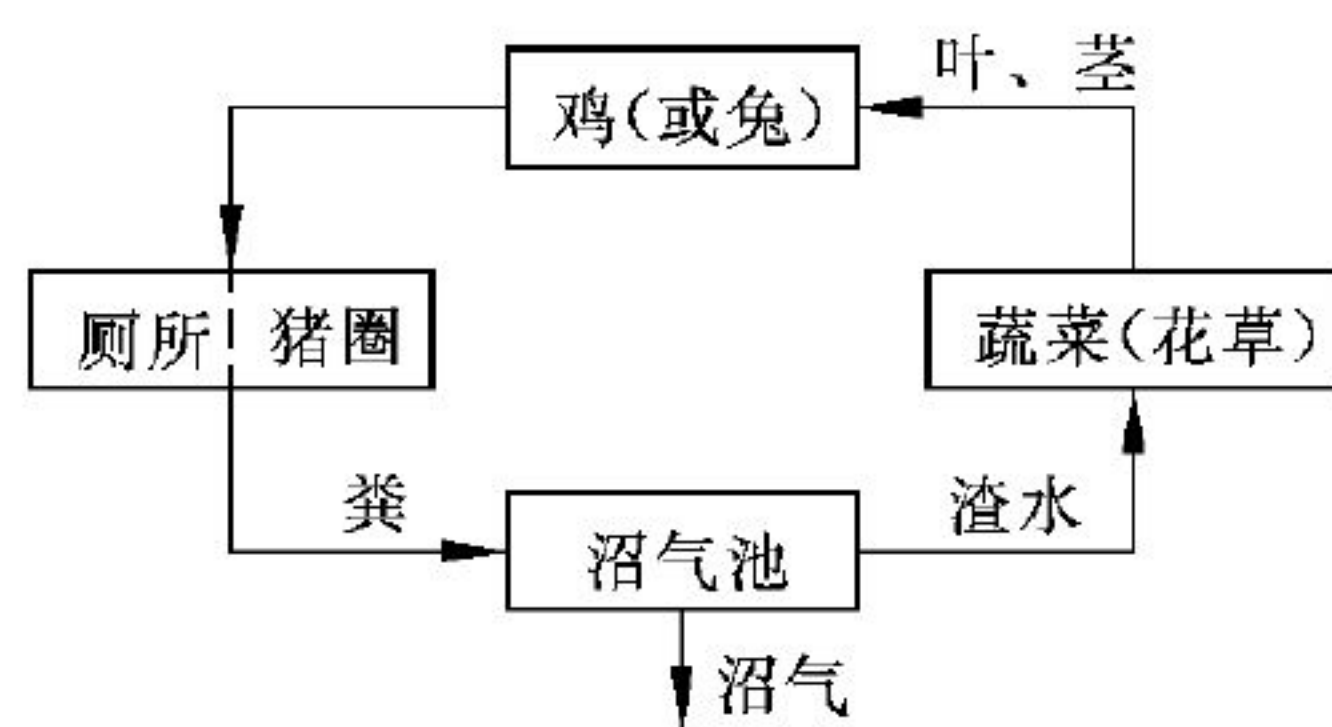 叶、茎
鸡(或兔)
厕所 猪圈
蔬菜(花草)
粪
渣水
沼气池
沼气